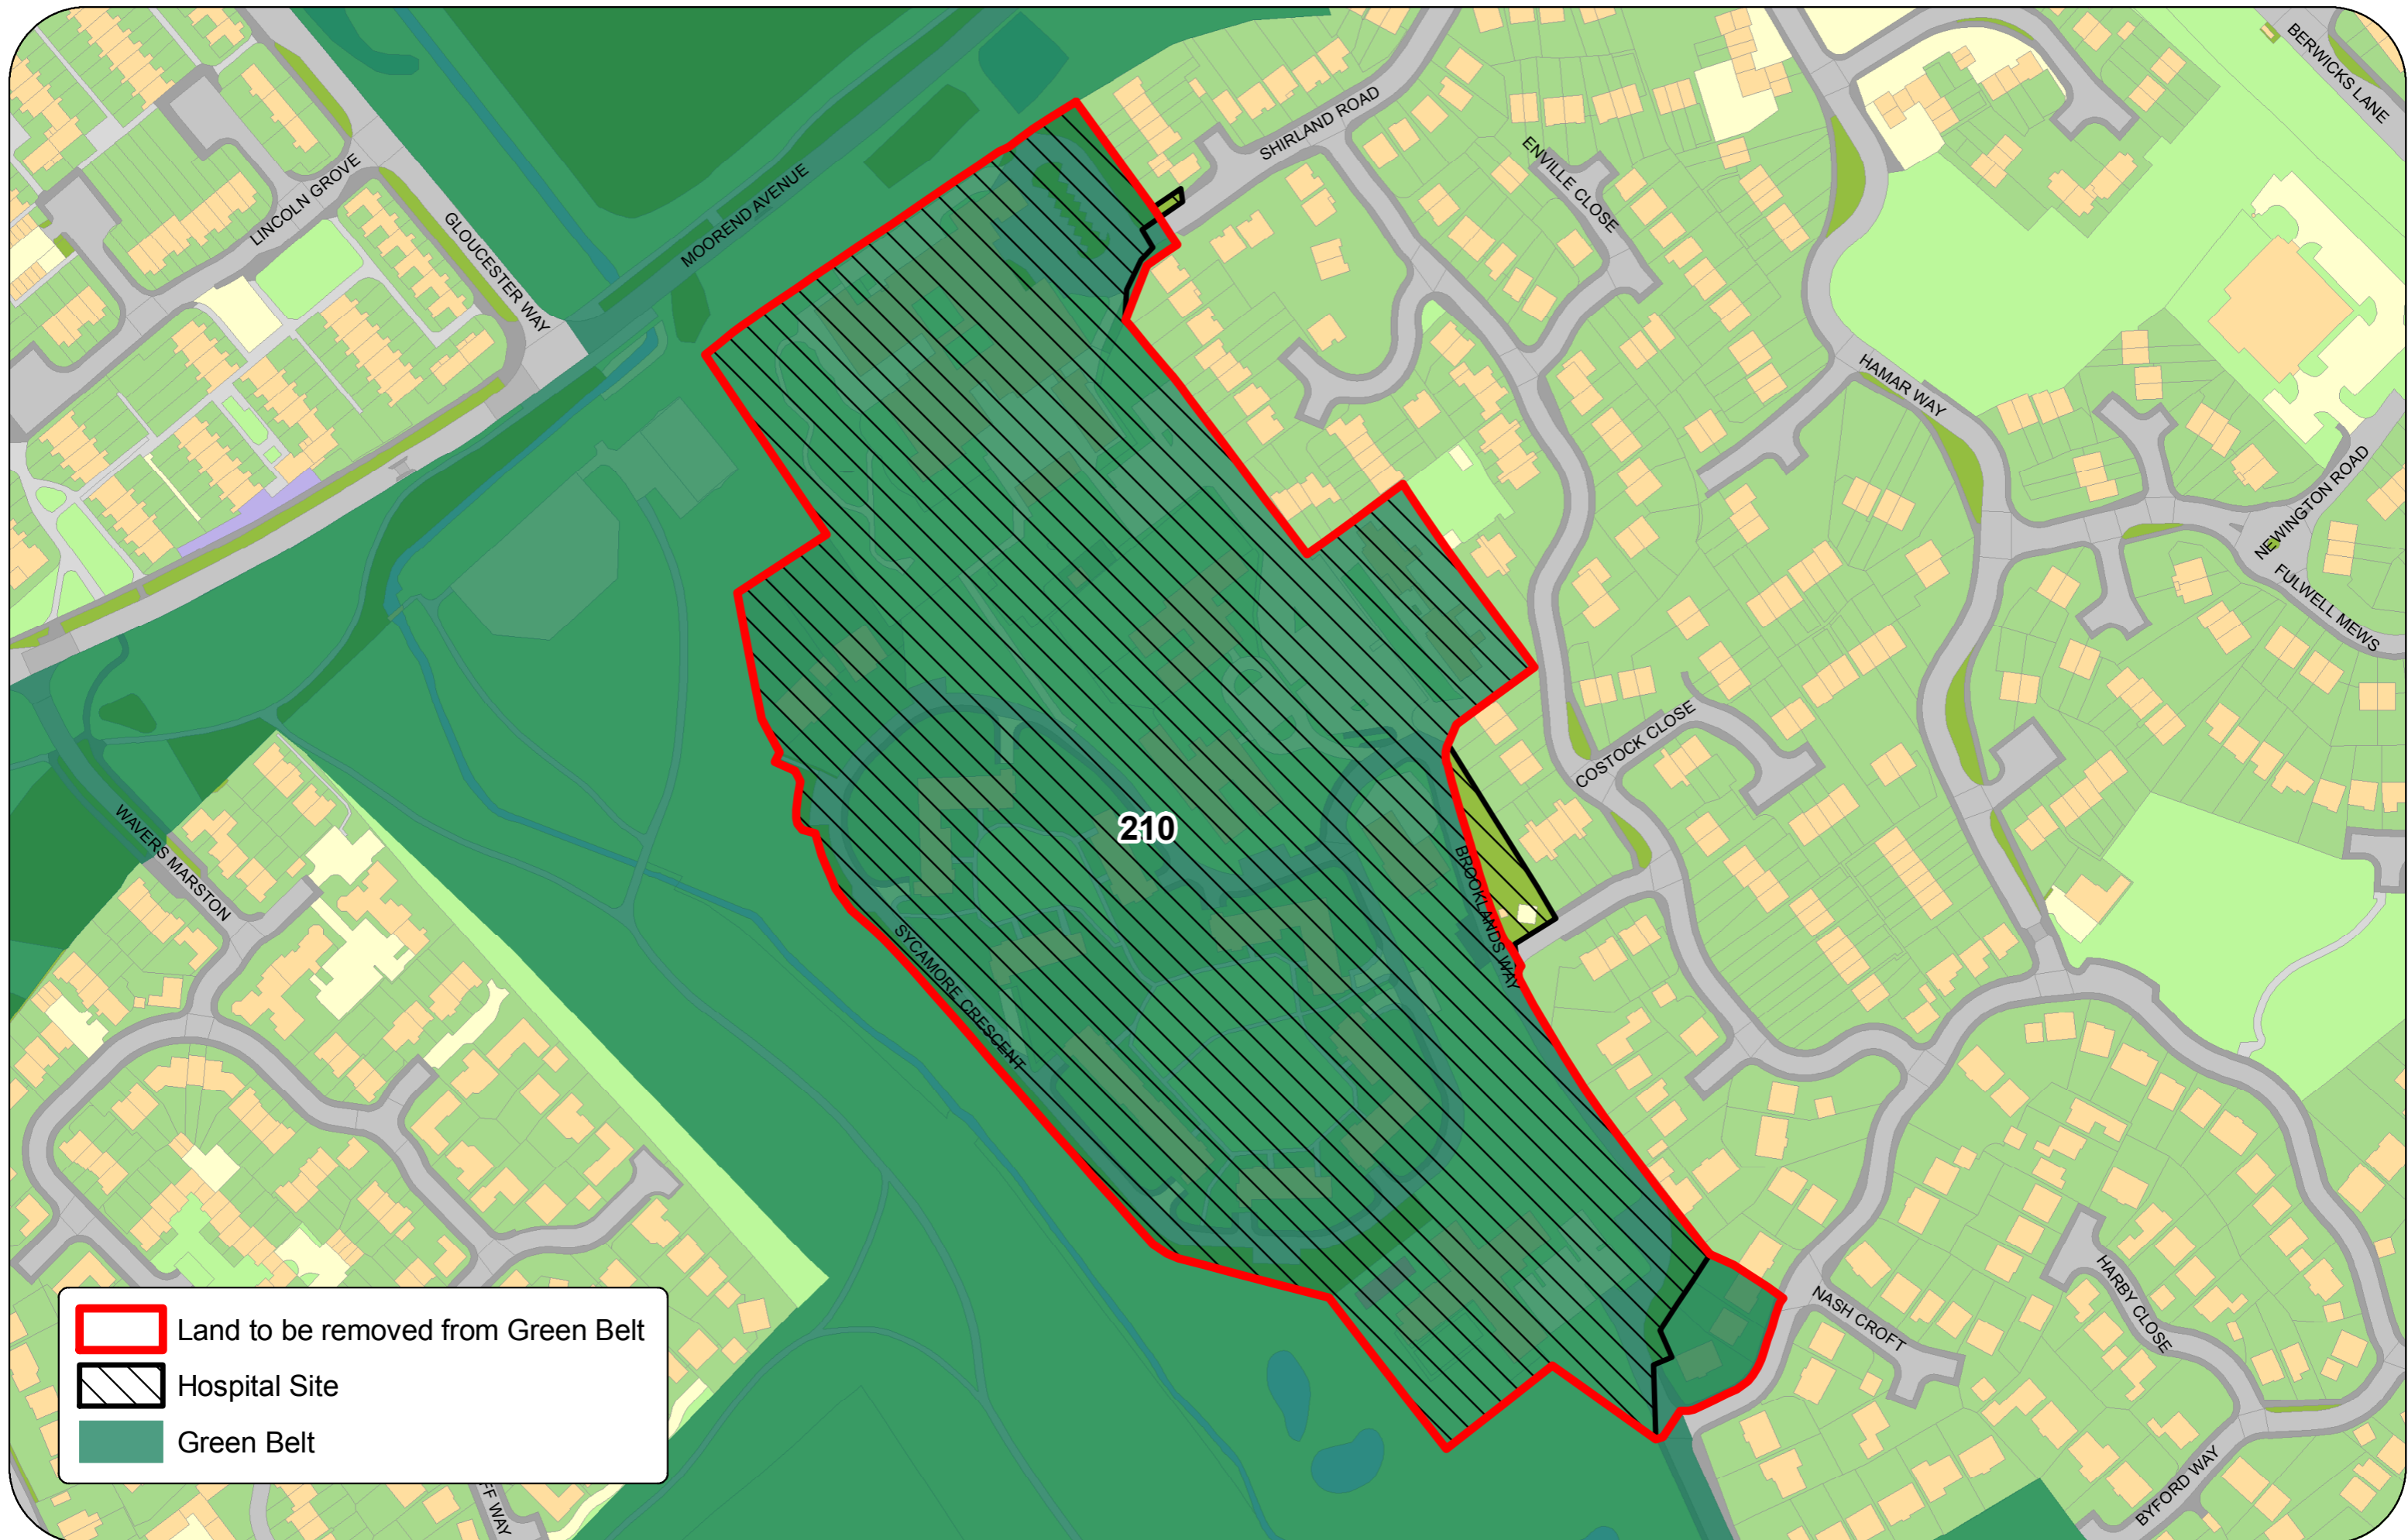 BERWICKS LANE
SHIRLAND ROAD
ENVILLE CLOSE
LINCOLN GROVE
MOOREND AVENUE
GLOUCESTER WAY
HAMAR WAY
NEWINGTON ROAD
FULWELL MEWS
COSTOCK CLOSE
210
WAVERS MARSTON
BROOKLANDS WAY
SYCAMORE CRESCENT
NASH CROFT
HARBY CLOSE
BYFORD WAY
FF WAY
Land to be removed from Green Belt
Hospital Site
Green Belt